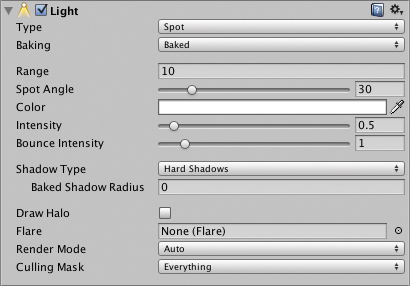 Light
Type Spot
Baking Baked
Range 10
Spot Angle 30
Color
Intensity 0.5
Bounce Intensity 1
Shadow Type Hard Shadows
Baked Shadow Radius 0
Draw Halo
Flare None (Flare)
Render Mode Auto
Culling Mask Everything